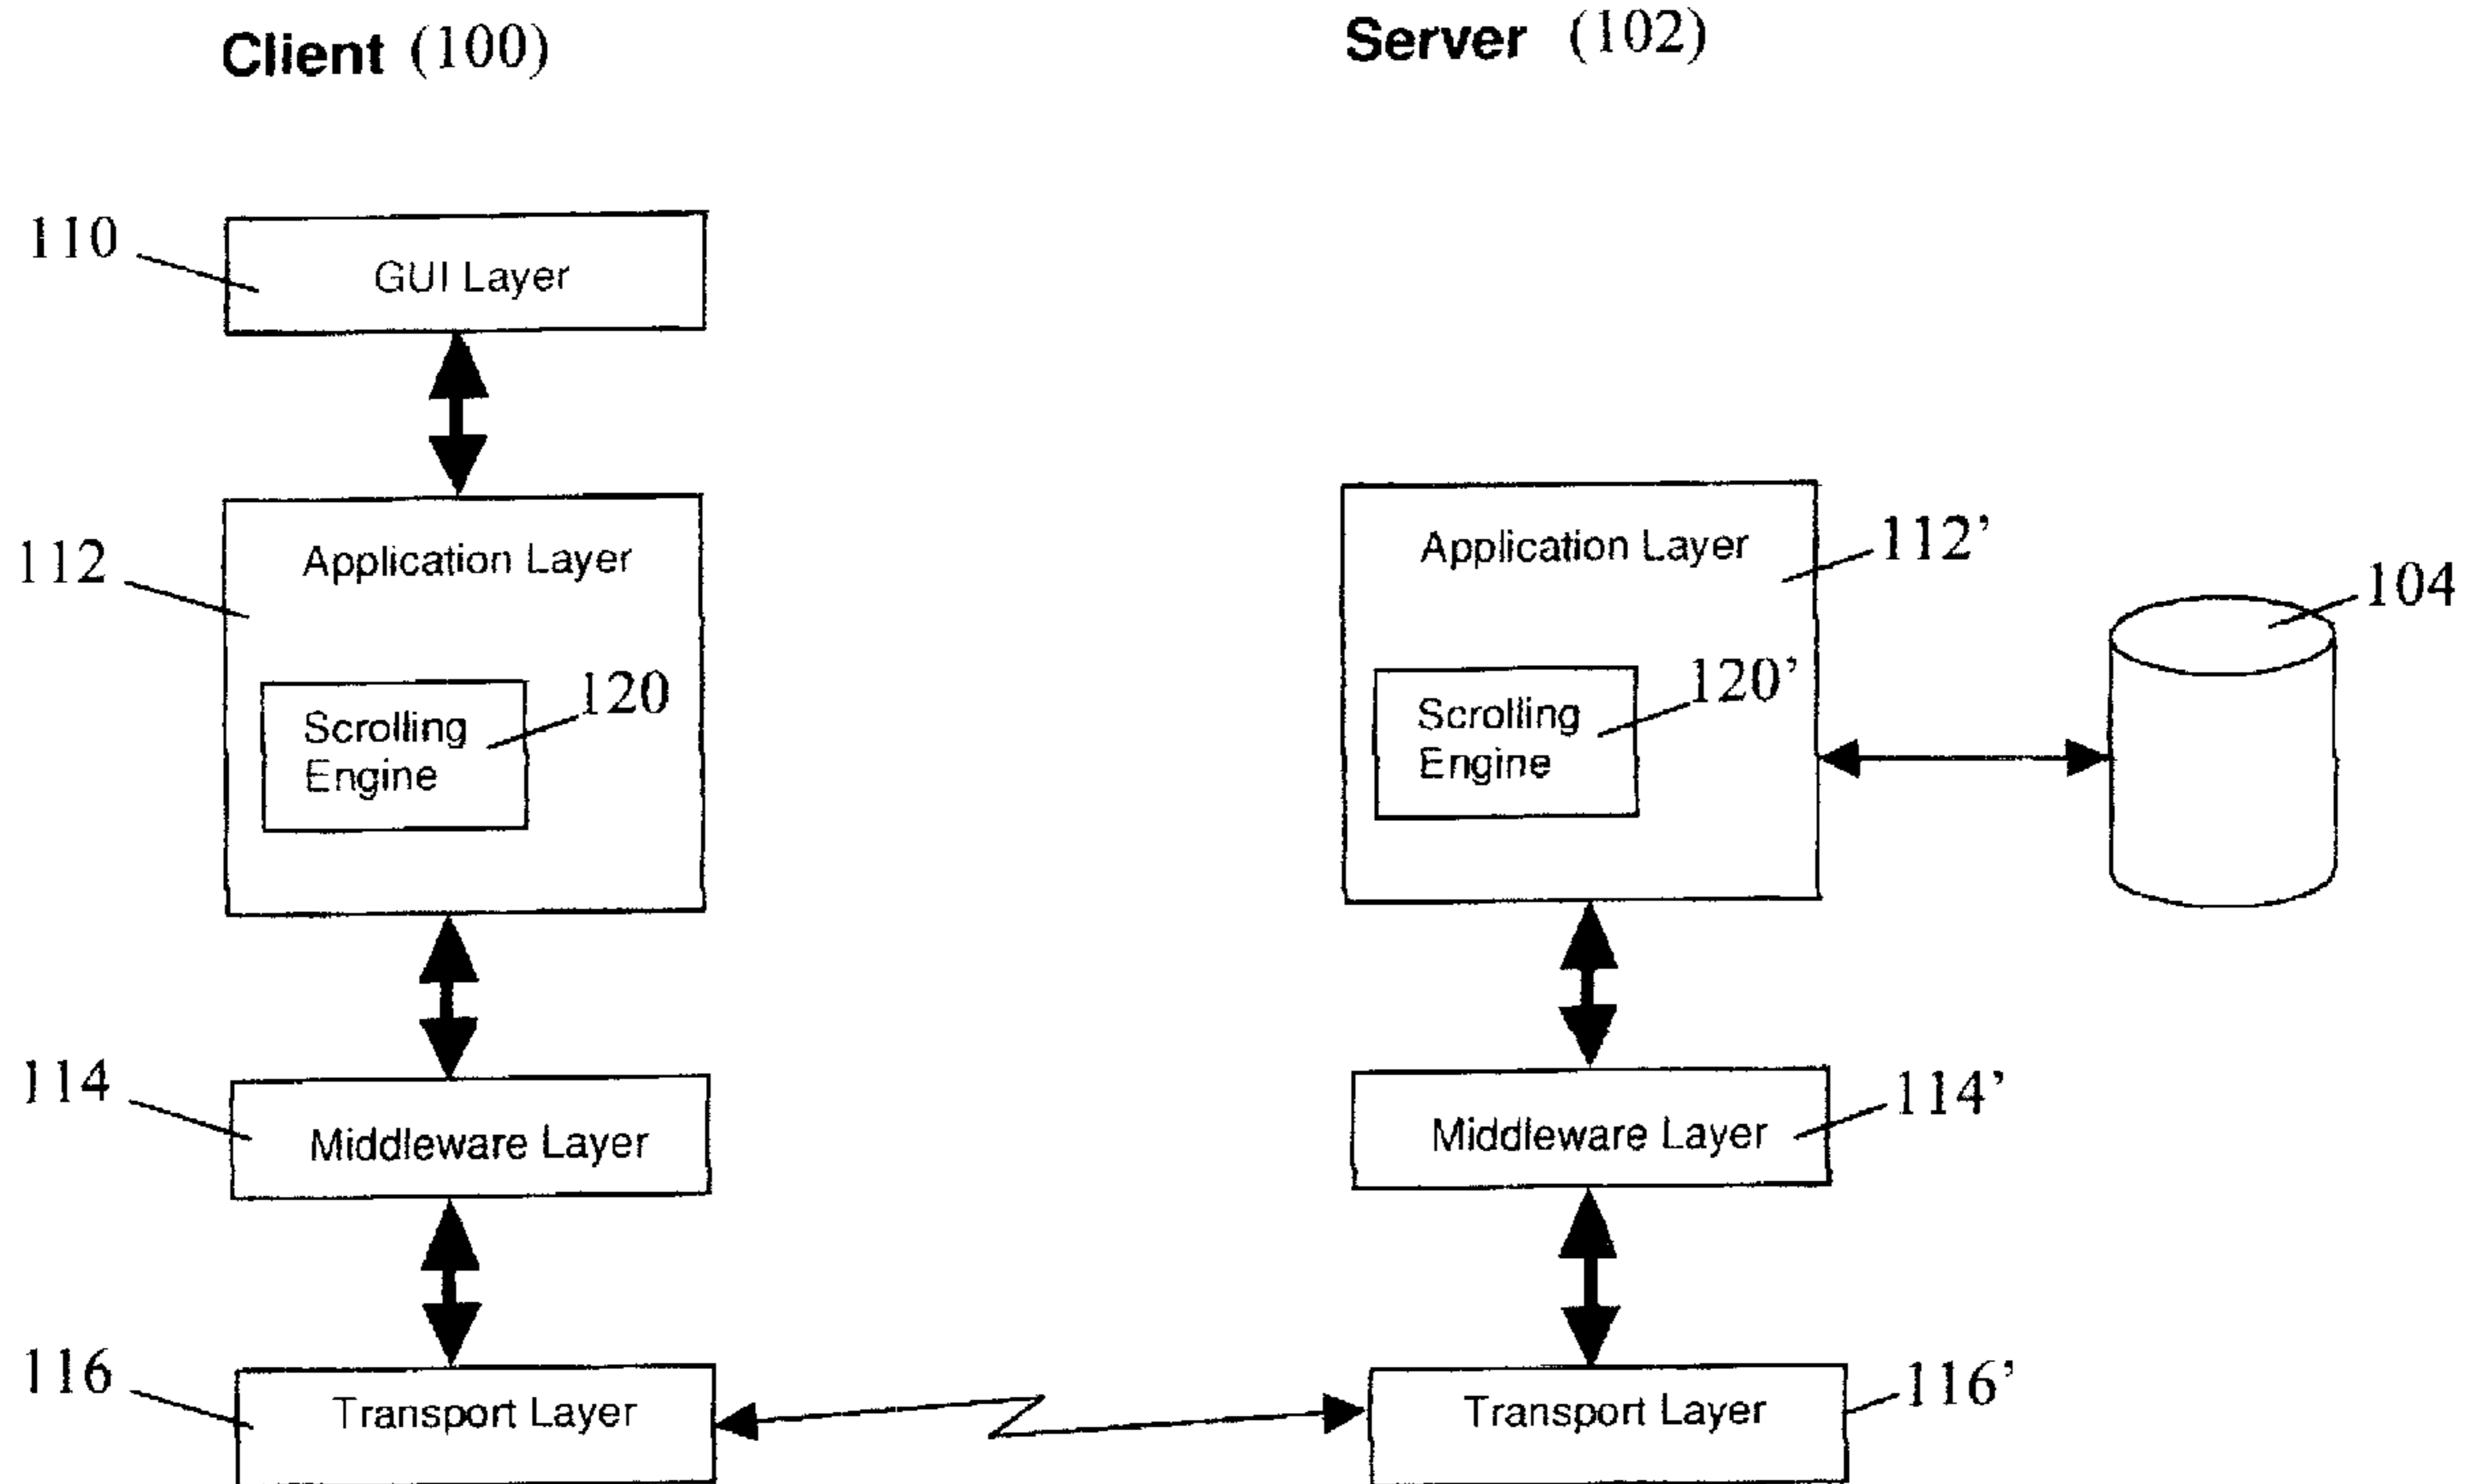 Client (100)
Server (102)
110
GUI Layer
112
Application Layer
120
Scrolling
Engine
Application Layer
112’
104
120’
Scrolling
Engine
114
Middleware Layer
Middleware Layer
114’
116
Transport Layer
Transport Layer
116’